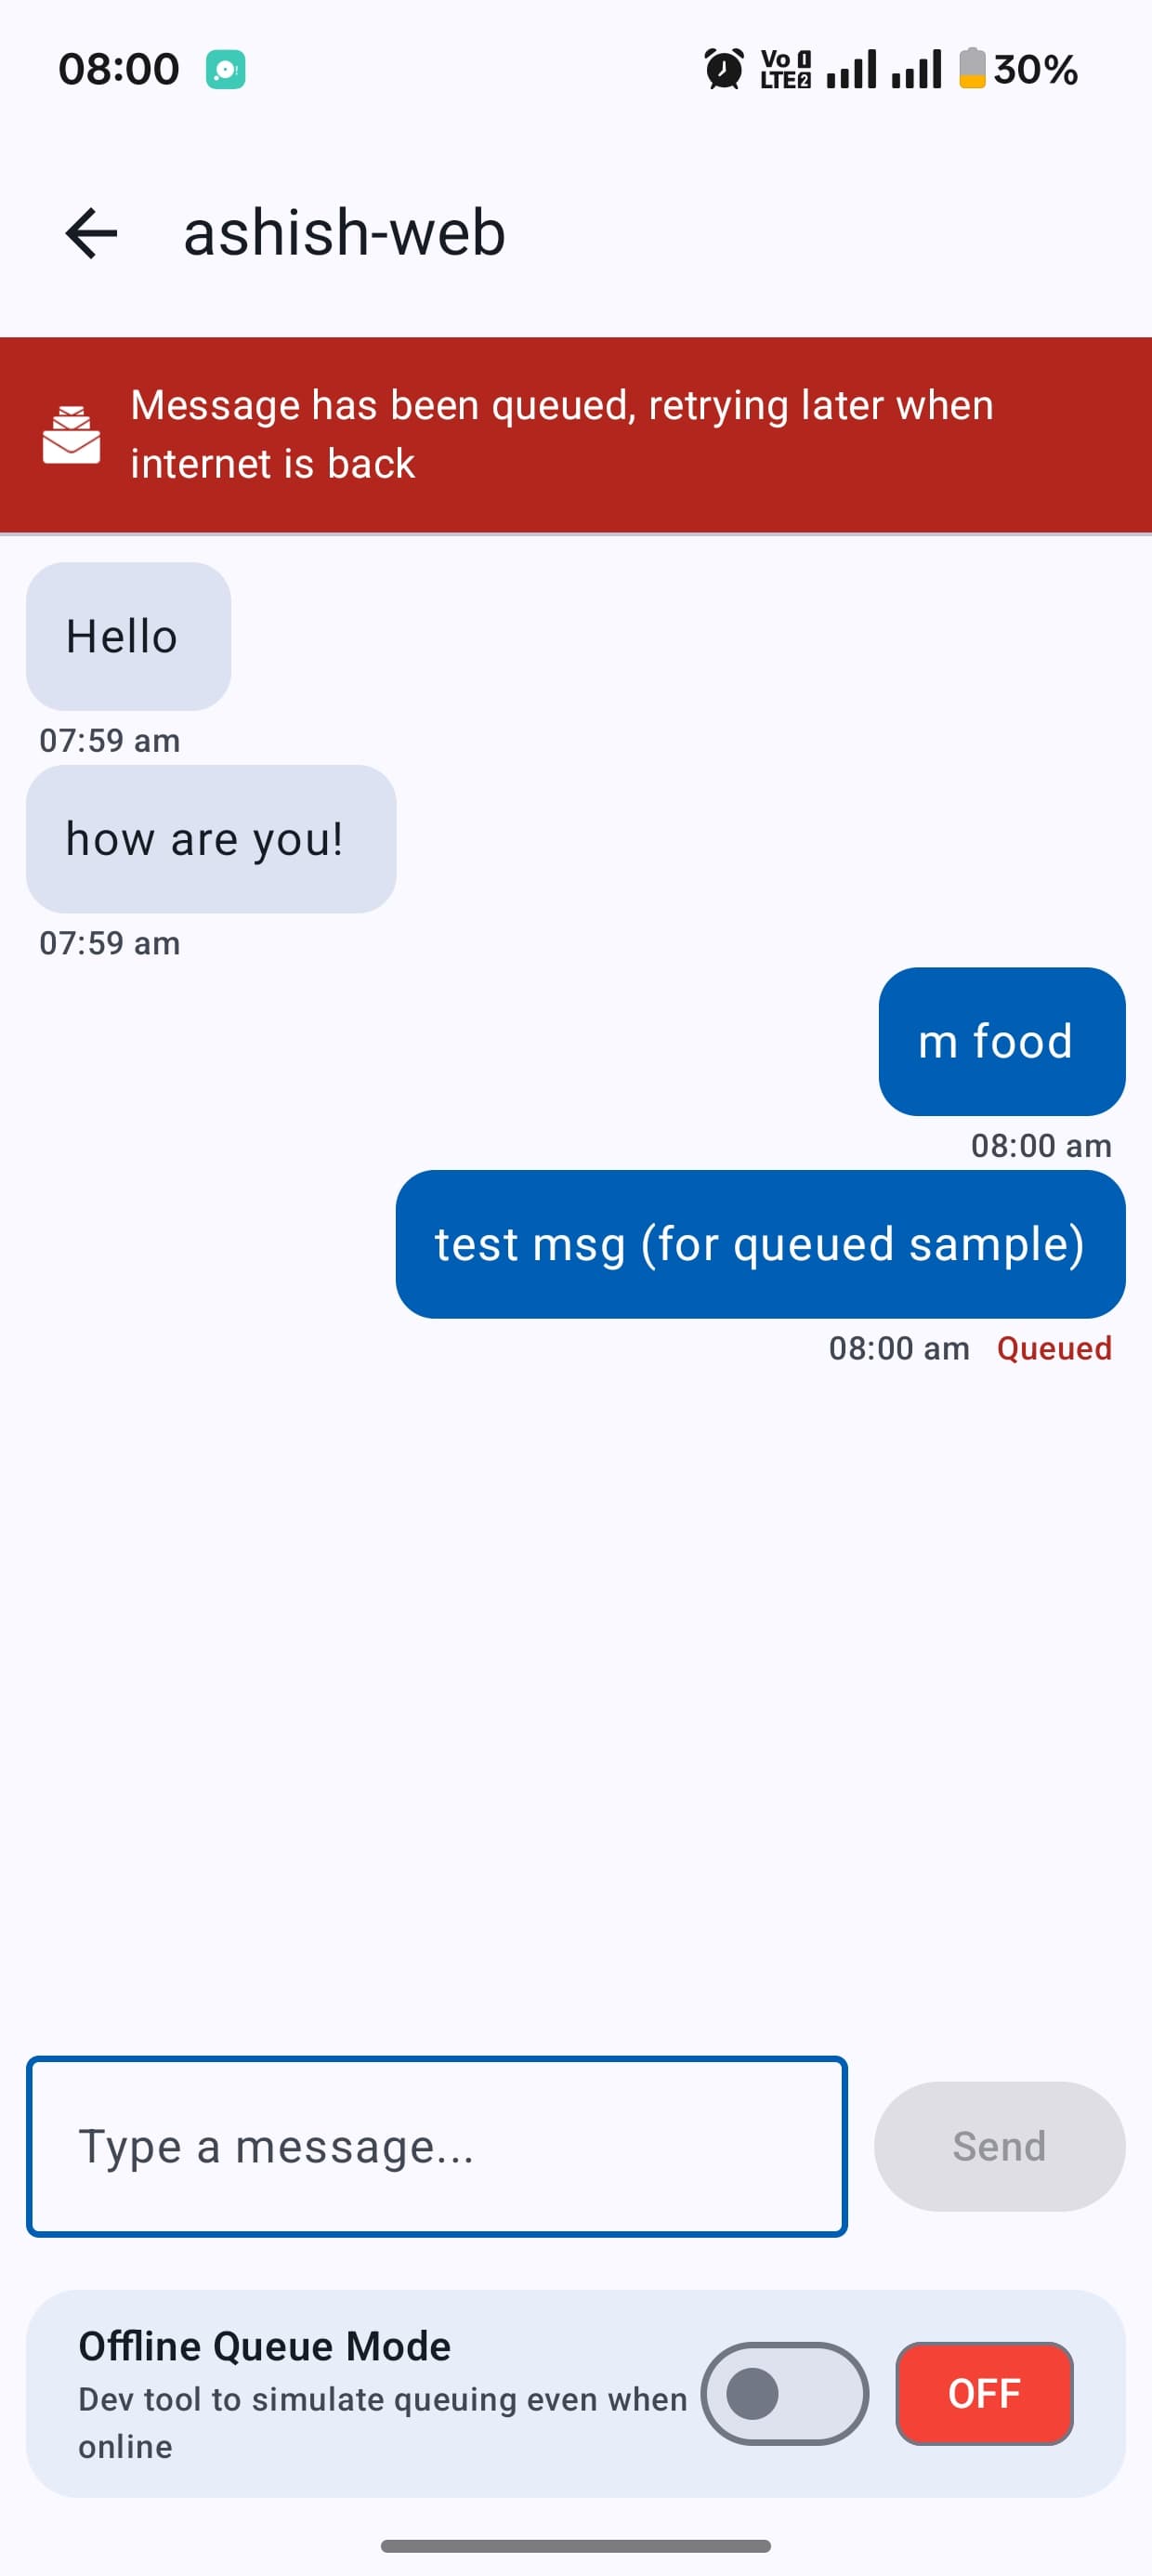 08:00
Vo 1
LTE 2
30%
ashish-web
Message has been queued, retrying later when
internet is back
Hello
07:59 am
how are you!
07:59 am
m food
08:00 am
test msg (for queued sample)
08:00 am Queued
Type a message...
Send
Offline Queue Mode
Dev tool to simulate queuing even when
online
OFF